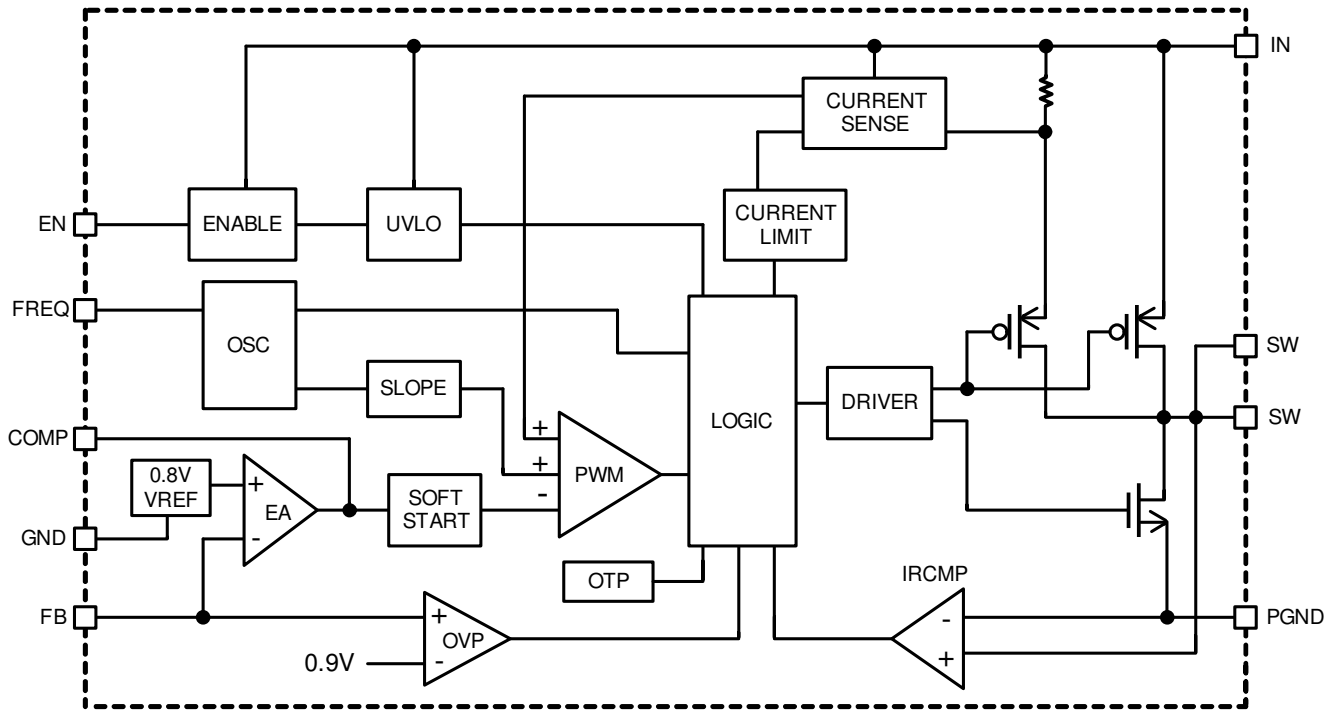 IN
CURRENT
SENSE
EN
ENABLE
UVLO
CURRENT
LIMIT
FREQ
OSC
SW
SLOPE
DRIVER
LOGIC
SW
COMP
+
+
-
PWM
0.8V
VREF
+
-
EA
SOFT
START
GND
OTP
IRCMP
FB
+
-
OVP
0.9V
-
+
PGND